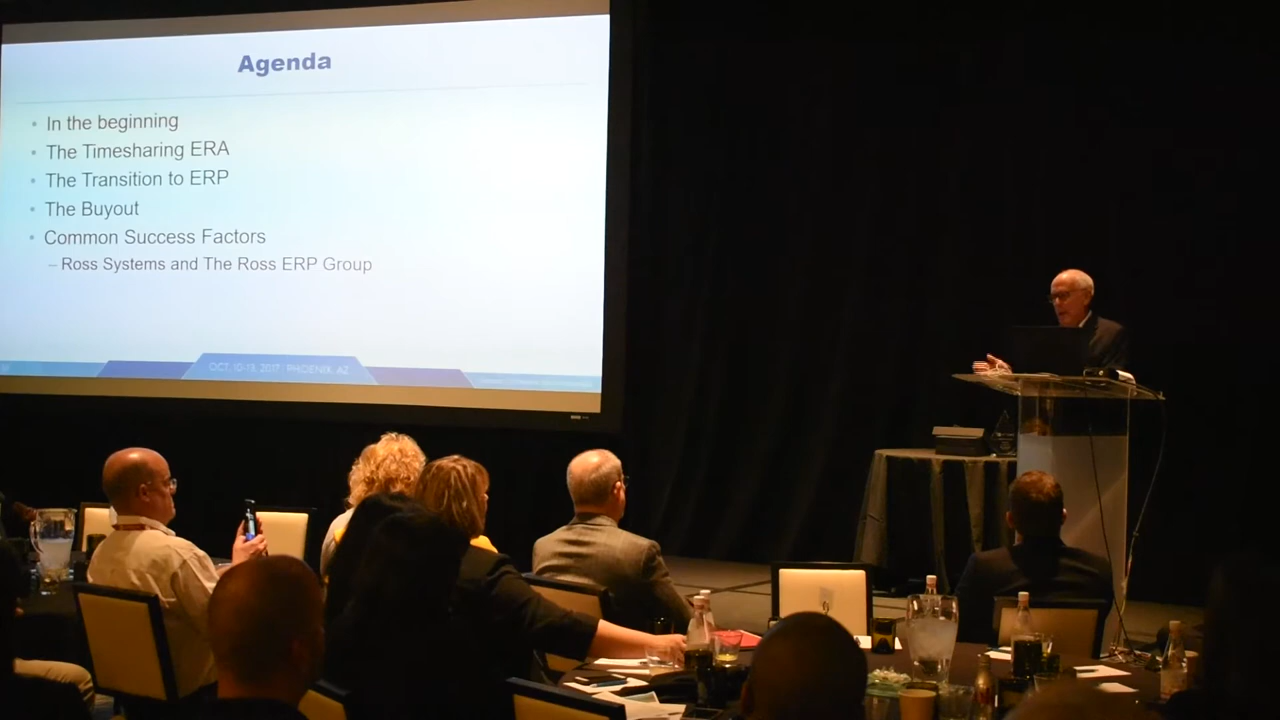 Agenda
• In the beginning
• The Timesharing ERA
• The Transition to ERP
• The Buyout
• Common Success Factors
– Ross Systems and The Ross ERP Group
OCT. 10-13, 2017 | PHOENIX, AZ